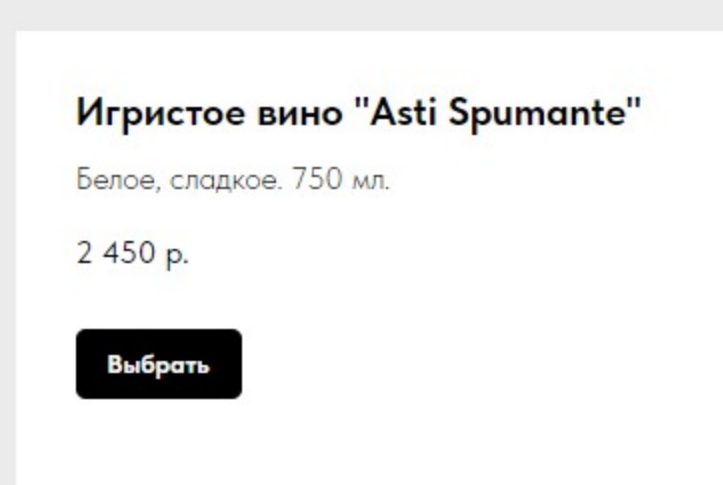 Игристое вино "Asti Spumante"
Белое, сладкое. 750 мл.
2 450 р.
Выбрать